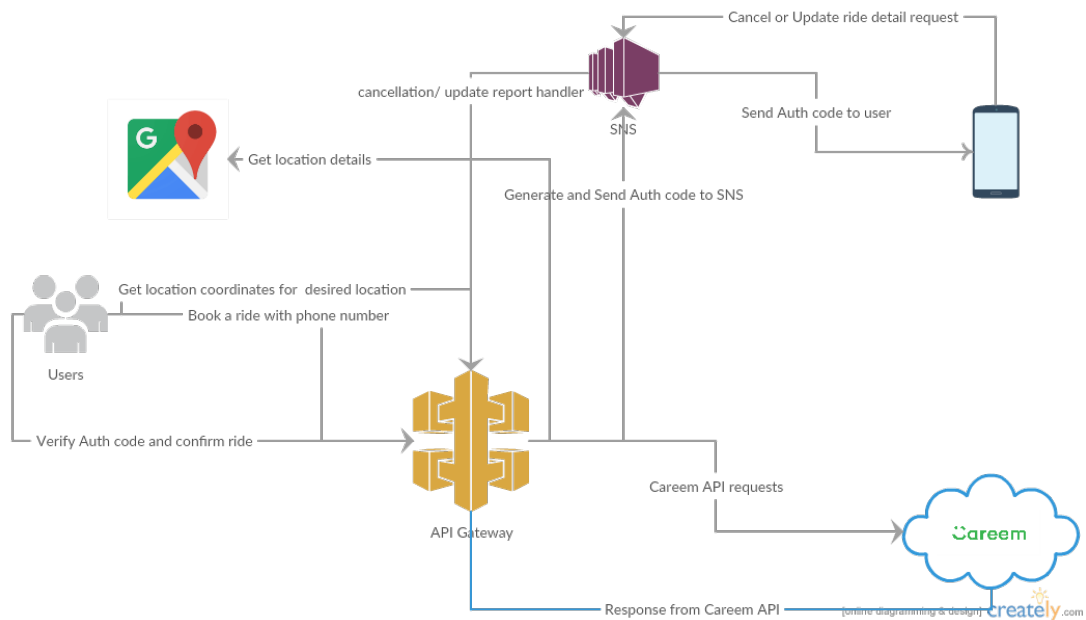 Cancel or Update ride detail request
cancellation/ update report handler
Send Auth code to user
SNS
G
Get location details
Generate and Send Auth code to SNS
Get location coordinates for desired location
Book a ride with phone number
Users
Verify Auth code and confirm ride
Careem API requests
API Gateway
Careem
Response from Careem API
[online diagramming & design] creately.com